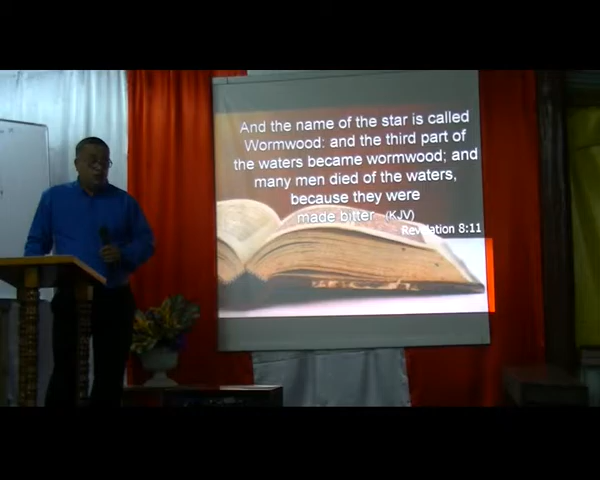 And the name of the star is called
Wormwood: and the third part of
the waters became wormwood; and
many men died of the waters,
because they were
made bitter (KJV)
Revelation 8:11